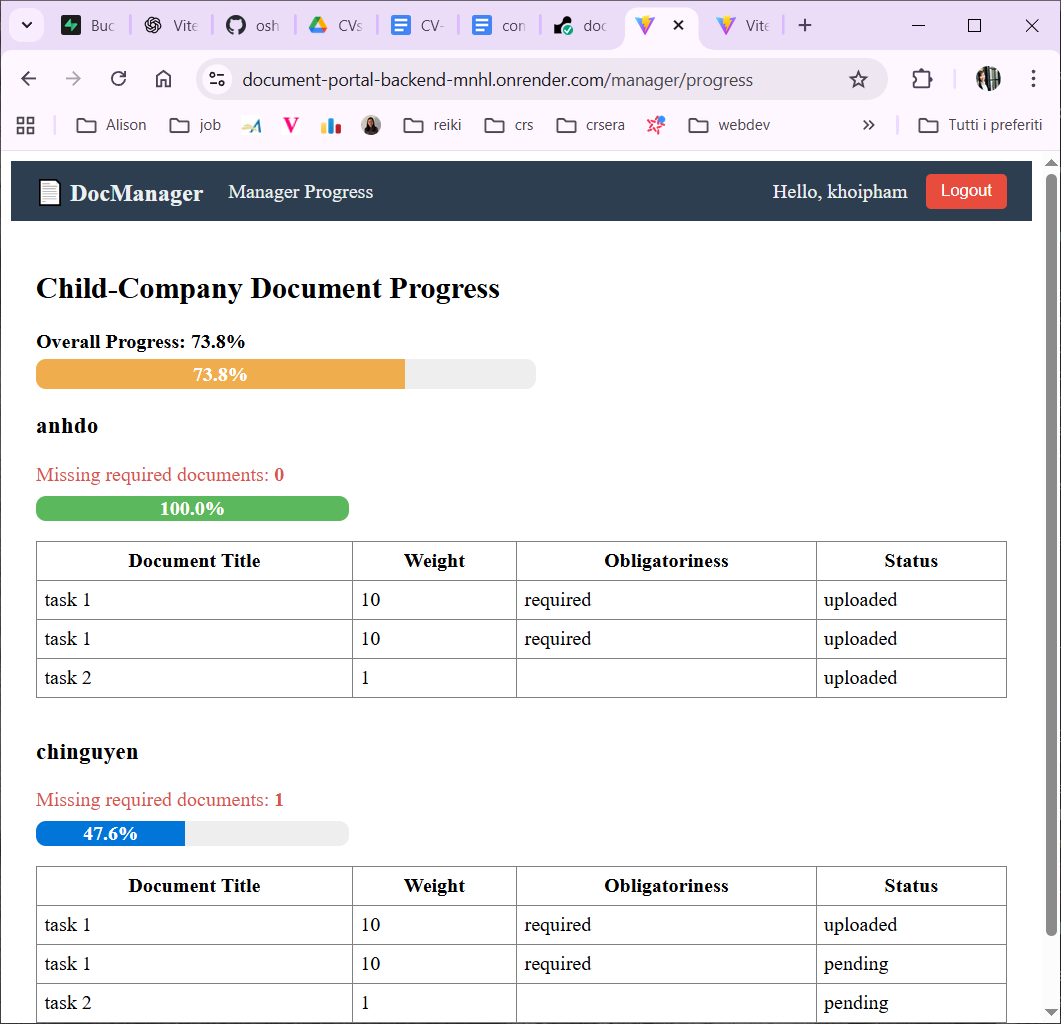 Buc
Vite
osh
CVs
CV-
con
doc
Vite
document-portal-backend-mnhl.onrender.com/manager/progress
Alison
job
reiki
crs
crsera
webdev
Tutti i preferiti
DocManager Manager Progress Hello, khoipham Logout
Child-Company Document Progress
Overall Progress: 73.8%
73.8%
anhdo
Missing required documents: 0
100.0%
Document Title Weight Obligatoriness Status
task 1 10 required uploaded
task 1 10 required uploaded
task 2 1 uploaded
chinguyen
Missing required documents: 1
47.6%
Document Title Weight Obligatoriness Status
task 1 10 required uploaded
task 1 10 required pending
task 2 1 pending